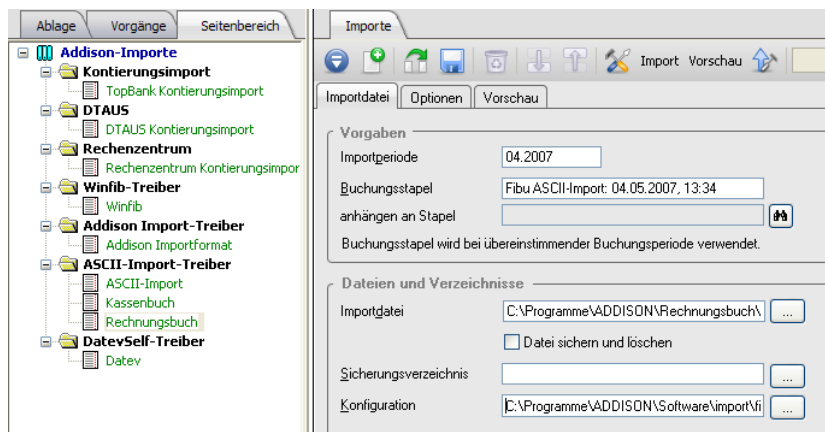 Ablage Vorgänge Seitenbereich
Addison-Importe
Kontierungsimport
TopBank Kontierungsimport
DTAUS
DTAUS Kontierungsimport
Rechenzentrum
Rechenzentrum Kontierungsimpor
Winfib-Treiber
Winfib
Addison Import-Treiber
Addison Importformat
ASCII-Import-Treiber
ASCII-Import
Kassenbuch
Rechnungsbuch
DatevSelf-Treiber
Datev
Importe
Import Vorschau
Importdatei Optionen Vorschau
Vorgaben
Importperiode 04.2007
Buchungsstapel Fibu ASCII-Import: 04.05.2007, 13:34
anhängen an Stapel
Buchungsstapel wird bei übereinstimmender Buchungsperiode verwendet.
Dateien und Verzeichnisse
Importdatei C:\Programme\ADDISON\Rechnungsbuch\ ...
Datei sichern und löschen
Sicherungsverzeichnis ...
Konfiguration C:\Programme\ADDISON\Software\import\fi ...